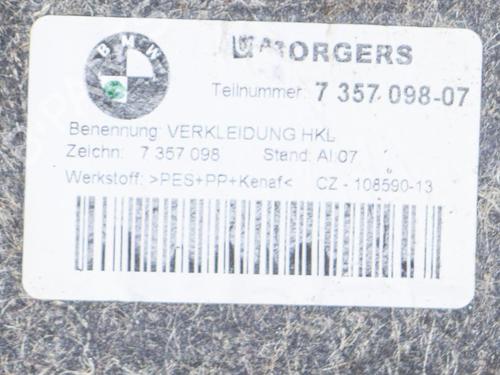 BMW
BORGERS
Teilnummer: 7 357 098-07
Benennung: VERKLEIDUNG HKL
Zeichn: 7 357 098 Stand: AI 07
Werkstoff: >PES+PP+Kenaf< CZ - 108590-13